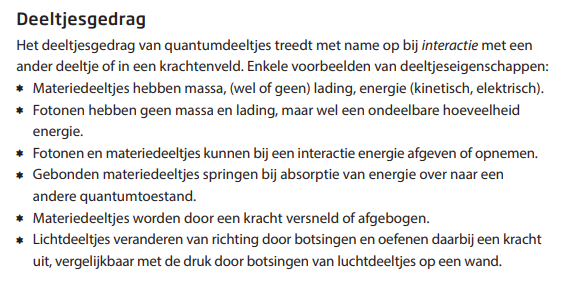 Deeltjesgedrag
Het deeltjesgedrag van quantumdeeltjes treedt met name op bij interactie met een
ander deeltje of in een krachtenveld. Enkele voorbeelden van deeltjeseigenschappen:
* Materiedeeltjes hebben massa, (wel of geen) lading, energie (kinetisch, elektrisch).
* Fotonen hebben geen massa en lading, maar wel een ondeelbare hoeveelheid
energie.
* Fotonen en materiedeeltjes kunnen bij een interactie energie afgeven of opnemen.
* Gebonden materiedeeltjes springen bij absorptie van energie over naar een
andere quantumtoestand.
* Materiedeeltjes worden door een kracht versneld of afgebogen.
* Lichtdeeltjes veranderen van richting door botsingen en oefenen daarbij een kracht
uit, vergelijkbaar met de druk door botsingen van luchtdeeltjes op een wand.